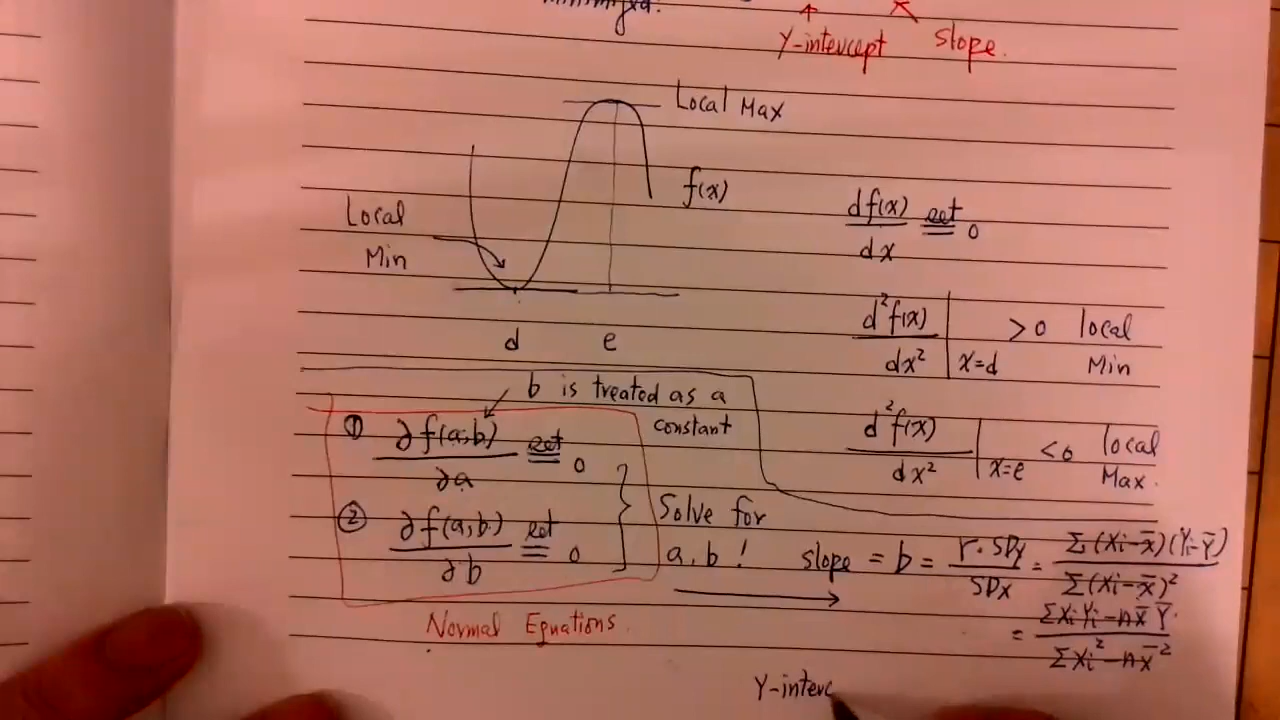 Y-intercept slope.
Local Max
f(x)
Local
Min
d e
df(x)/dx set= 0
d²f(x)/dx² | x=d >0 local
Min
d²f(x)/dx² | x=e <0 local
Max.
b is treated as a
constant
① ∂f(a,b)/∂a set= 0
② ∂f(a,b)/∂b set= 0
Solve for
a, b !
Normal Equations.
slope = b = r·SDy/SDx = Σ(Xi-x̄)(Yi-Ȳ)/Σ(Xi-x̄)²
= ΣXiYi-nx̄Ȳ/ΣXi²-nx̄²
Y-interc